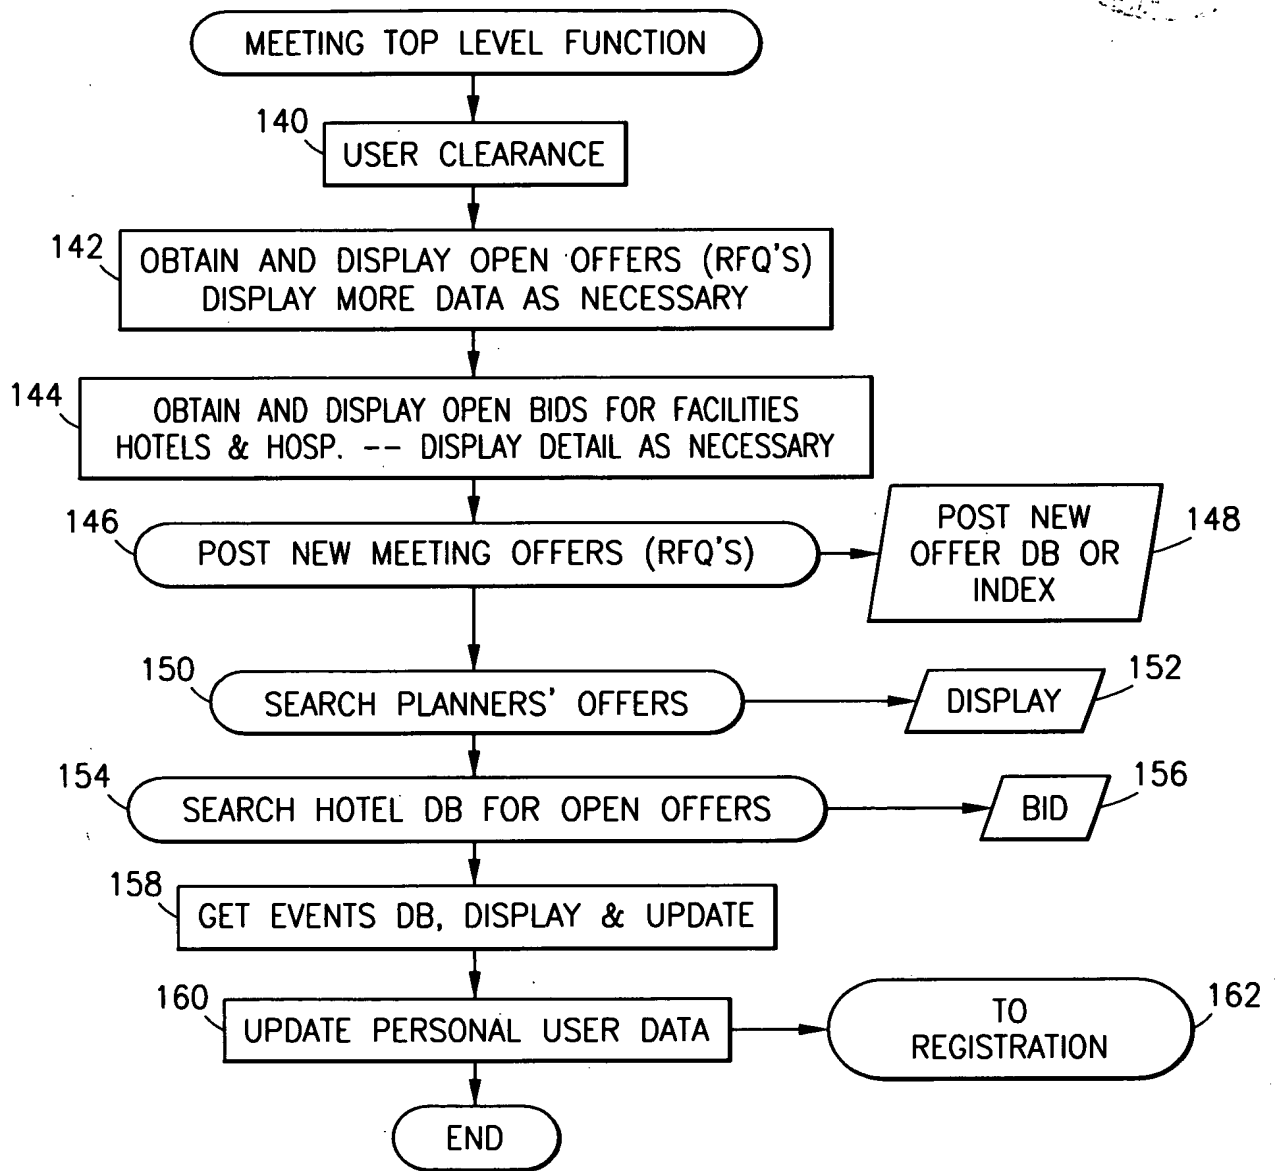 MEETING TOP LEVEL FUNCTION
140
USER CLEARANCE
142
OBTAIN AND DISPLAY OPEN OFFERS (RFQ'S)
DISPLAY MORE DATA AS NECESSARY
144
OBTAIN AND DISPLAY OPEN BIDS FOR FACILITIES
HOTELS & HOSP. -- DISPLAY DETAIL AS NECESSARY
146
POST NEW MEETING OFFERS (RFQ'S)
POST NEW
OFFER DB OR
INDEX
148
150
SEARCH PLANNERS' OFFERS
DISPLAY
152
154
SEARCH HOTEL DB FOR OPEN OFFERS
BID
156
158
GET EVENTS DB, DISPLAY & UPDATE
160
UPDATE PERSONAL USER DATA
TO
REGISTRATION
162
END